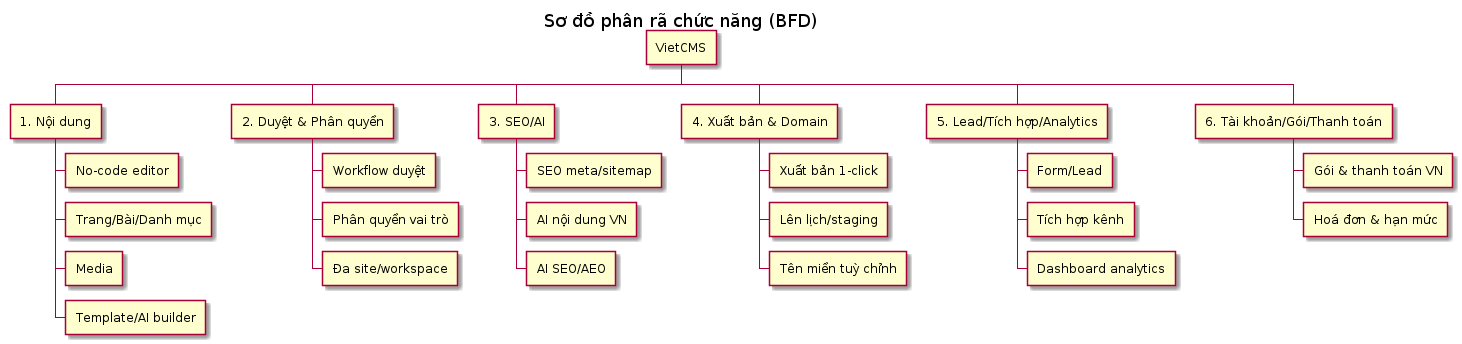 Sơ đồ phân rã chức năng (BFD)
VietCMS
1. Nội dung
No-code editor
Trang/Bài/Danh mục
Media
Template/AI builder
2. Duyệt & Phân quyền
Workflow duyệt
Phân quyền vai trò
Đa site/workspace
3. SEO/AI
SEO meta/sitemap
AI nội dung VN
AI SEO/AEO
4. Xuất bản & Domain
Xuất bản 1-click
Lên lịch/staging
Tên miền tuỳ chỉnh
5. Lead/Tích hợp/Analytics
Form/Lead
Tích hợp kênh
Dashboard analytics
6. Tài khoản/Gói/Thanh toán
Gói & thanh toán VN
Hoá đơn & hạn mức